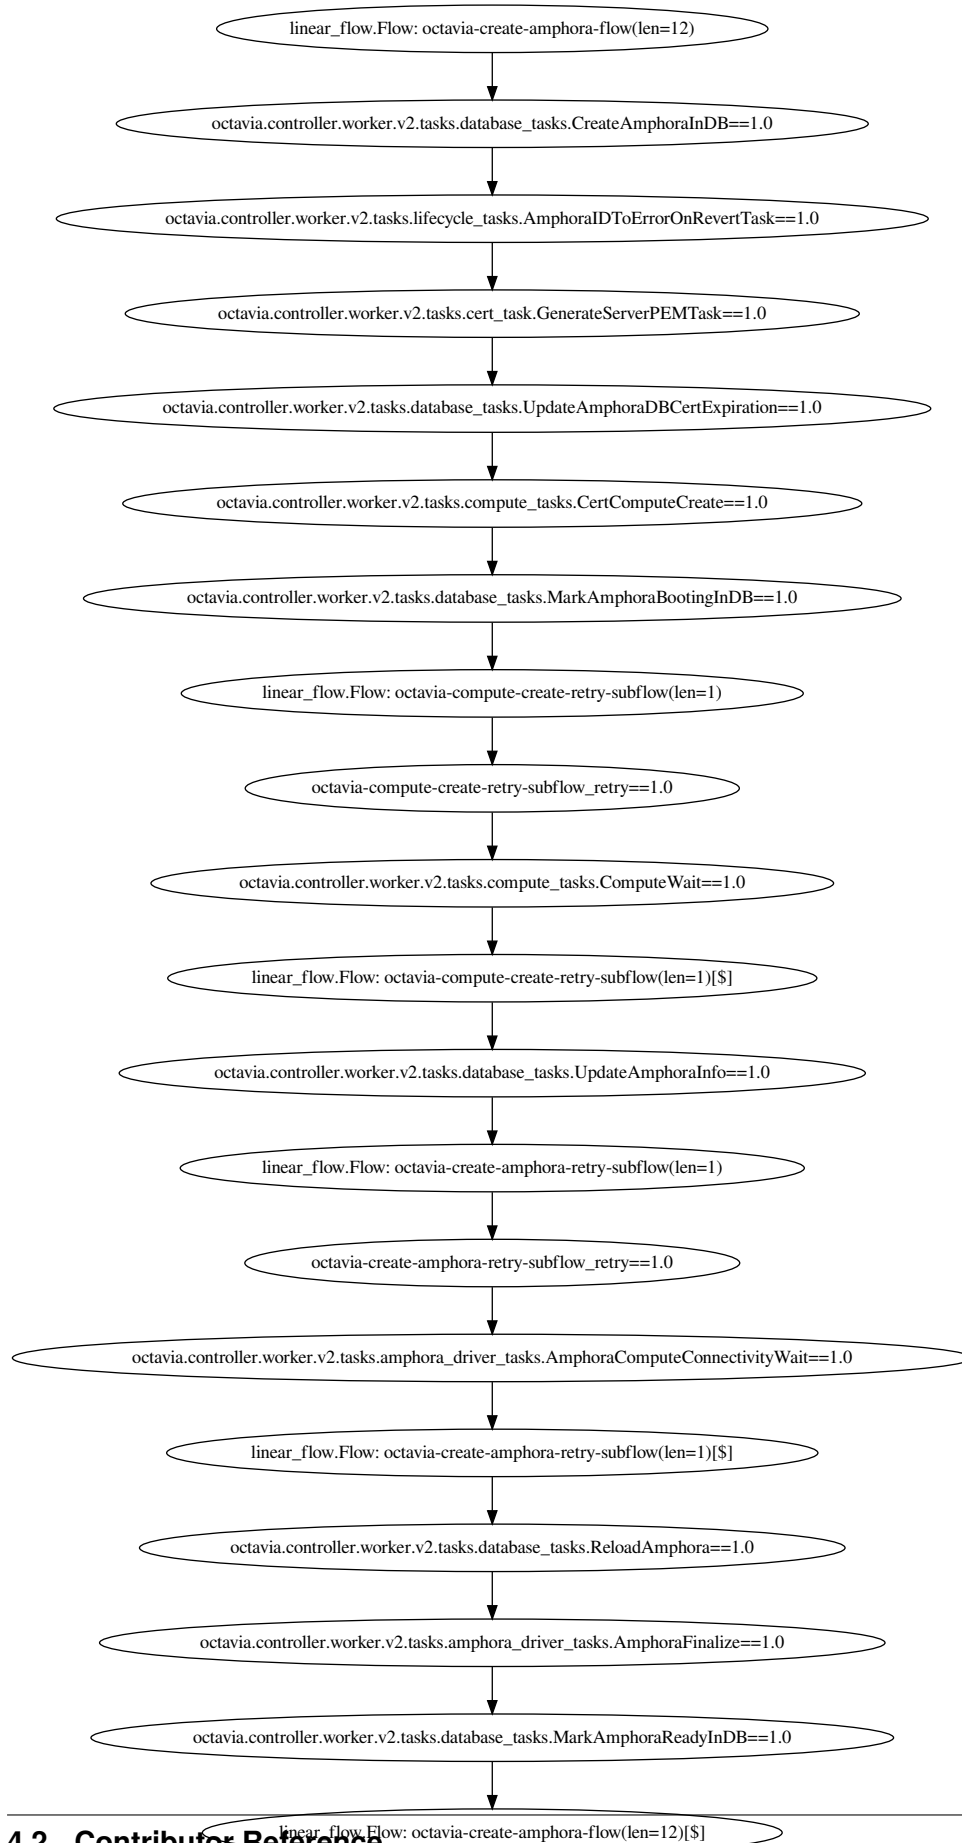 linear_flow.Flow: octavia-create-amphora-flow(len=12)
octavia.controller.worker.v2.tasks.database_tasks.CreateAmphoraInDB==1.0
octavia.controller.worker.v2.tasks.lifecycle_tasks.AmphoraIDToErrorOnRevertTask==1.0
octavia.controller.worker.v2.tasks.cert_task.GenerateServerPEMTask==1.0
octavia.controller.worker.v2.tasks.database_tasks.UpdateAmphoraDBCertExpiration==1.0
octavia.controller.worker.v2.tasks.compute_tasks.CertComputeCreate==1.0
octavia.controller.worker.v2.tasks.database_tasks.MarkAmphoraBootingInDB==1.0
linear_flow.Flow: octavia-compute-create-retry-subflow(len=1)
octavia-compute-create-retry-subflow_retry==1.0
octavia.controller.worker.v2.tasks.compute_tasks.ComputeWait==1.0
linear_flow.Flow: octavia-compute-create-retry-subflow(len=1)[$]
octavia.controller.worker.v2.tasks.database_tasks.UpdateAmphoraInfo==1.0
linear_flow.Flow: octavia-create-amphora-retry-subflow(len=1)
octavia-create-amphora-retry-subflow_retry==1.0
octavia.controller.worker.v2.tasks.amphora_driver_tasks.AmphoraComputeConnectivityWait==1.0
linear_flow.Flow: octavia-create-amphora-retry-subflow(len=1)[$]
octavia.controller.worker.v2.tasks.database_tasks.ReloadAmphora==1.0
octavia.controller.worker.v2.tasks.amphora_driver_tasks.AmphoraFinalize==1.0
octavia.controller.worker.v2.tasks.database_tasks.MarkAmphoraReadyInDB==1.0
linear_flow.Flow: octavia-create-amphora-flow(len=12)[$]
4.2. Contributor Reference